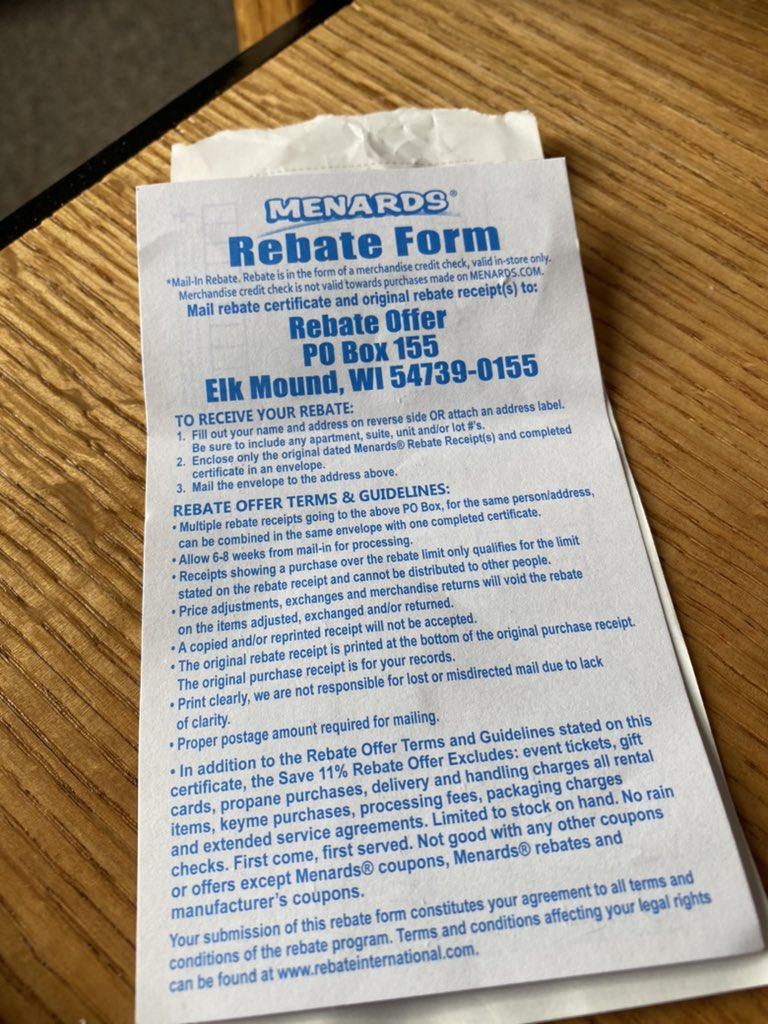 MENARDS®
Rebate Form
*Mail-In Rebate. Rebate is in the form of a merchandise credit check, valid in-store only.
Merchandise credit check is not valid towards purchases made on MENARDS.COM.
Mail rebate certificate and original rebate receipt(s) to:
Rebate Offer
PO Box 155
Elk Mound, WI 54739-0155
TO RECEIVE YOUR REBATE:
1. Fill out your name and address on reverse side OR attach an address label.
Be sure to include any apartment, suite, unit and/or lot #'s.
2. Enclose only the original dated Menards® Rebate Receipt(s) and completed
certificate in an envelope.
3. Mail the envelope to the address above.
REBATE OFFER TERMS & GUIDELINES:
• Multiple rebate receipts going to the above PO Box, for the same person/address,
can be combined in the same envelope with one completed certificate.
• Allow 6-8 weeks from mail-in for processing.
• Receipts showing a purchase over the rebate limit only qualifies for the limit
stated on the rebate receipt and cannot be distributed to other people.
• Price adjustments, exchanges and merchandise returns will void the rebate
on the items adjusted, exchanged and/or returned.
• A copied and/or reprinted receipt will not be accepted.
• The original rebate receipt is printed at the bottom of the original purchase receipt.
The original purchase receipt is for your records.
• Print clearly, we are not responsible for lost or misdirected mail due to lack
of clarity.
• Proper postage amount required for mailing.
• In addition to the Rebate Offer Terms and Guidelines stated on this
certificate, the Save 11% Rebate Offer Excludes: event tickets, gift
cards, propane purchases, delivery and handling charges all rental
items, keyme purchases, processing fees, packaging charges
and extended service agreements. Limited to stock on hand. No rain
checks. First come, first served. Not good with any other coupons
or offers except Menards® coupons, Menards® rebates and
manufacturer's coupons.
Your submission of this rebate form constitutes your agreement to all terms and
conditions of the rebate program. Terms and conditions affecting your legal rights
can be found at www.rebateinternational.com.